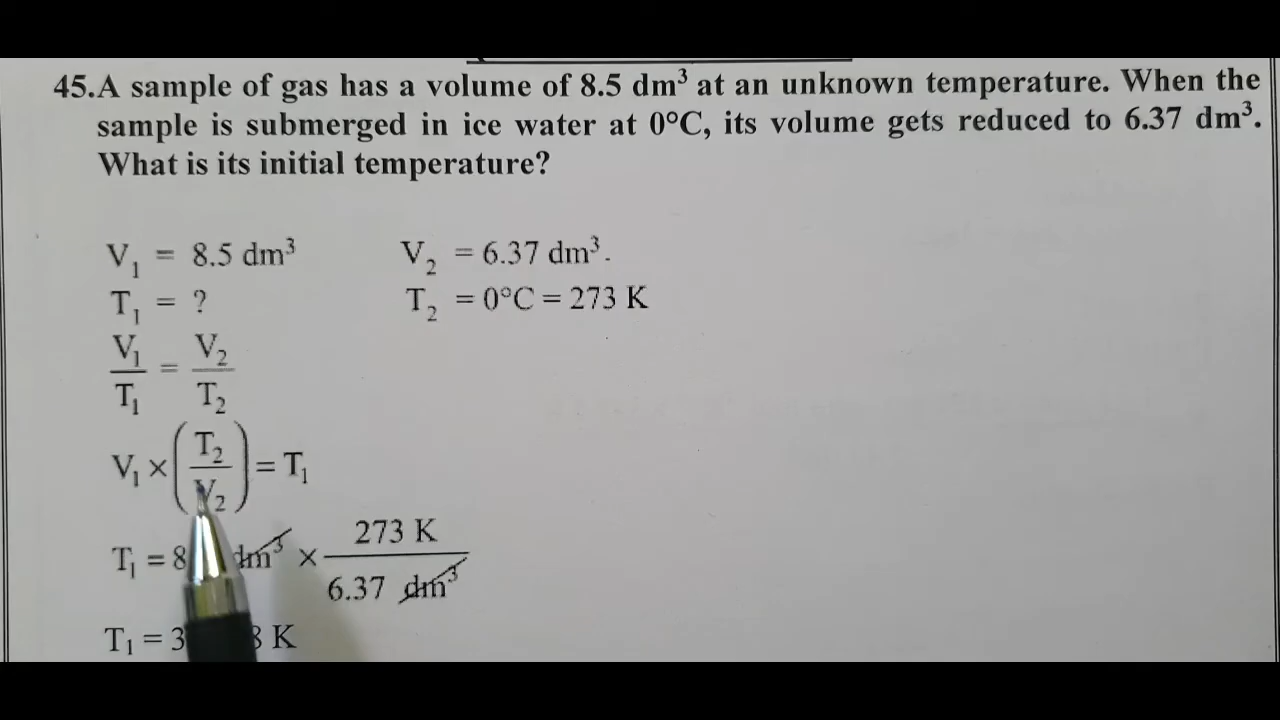 45.A sample of gas has a volume of 8.5 dm³ at an unknown temperature. When the
sample is submerged in ice water at 0°C, its volume gets reduced to 6.37 dm³.
What is its initial temperature?
V₁ = 8.5 dm³ V₂ = 6.37 dm³.
T₁ = ? T₂ = 0°C = 273 K
V₁/T₁ = V₂/T₂
V₁ × (T₂/V₂) = T₁
T₁ = 8 dm³ × 273 K / 6.37 dm³
T₁ = 3 8 K